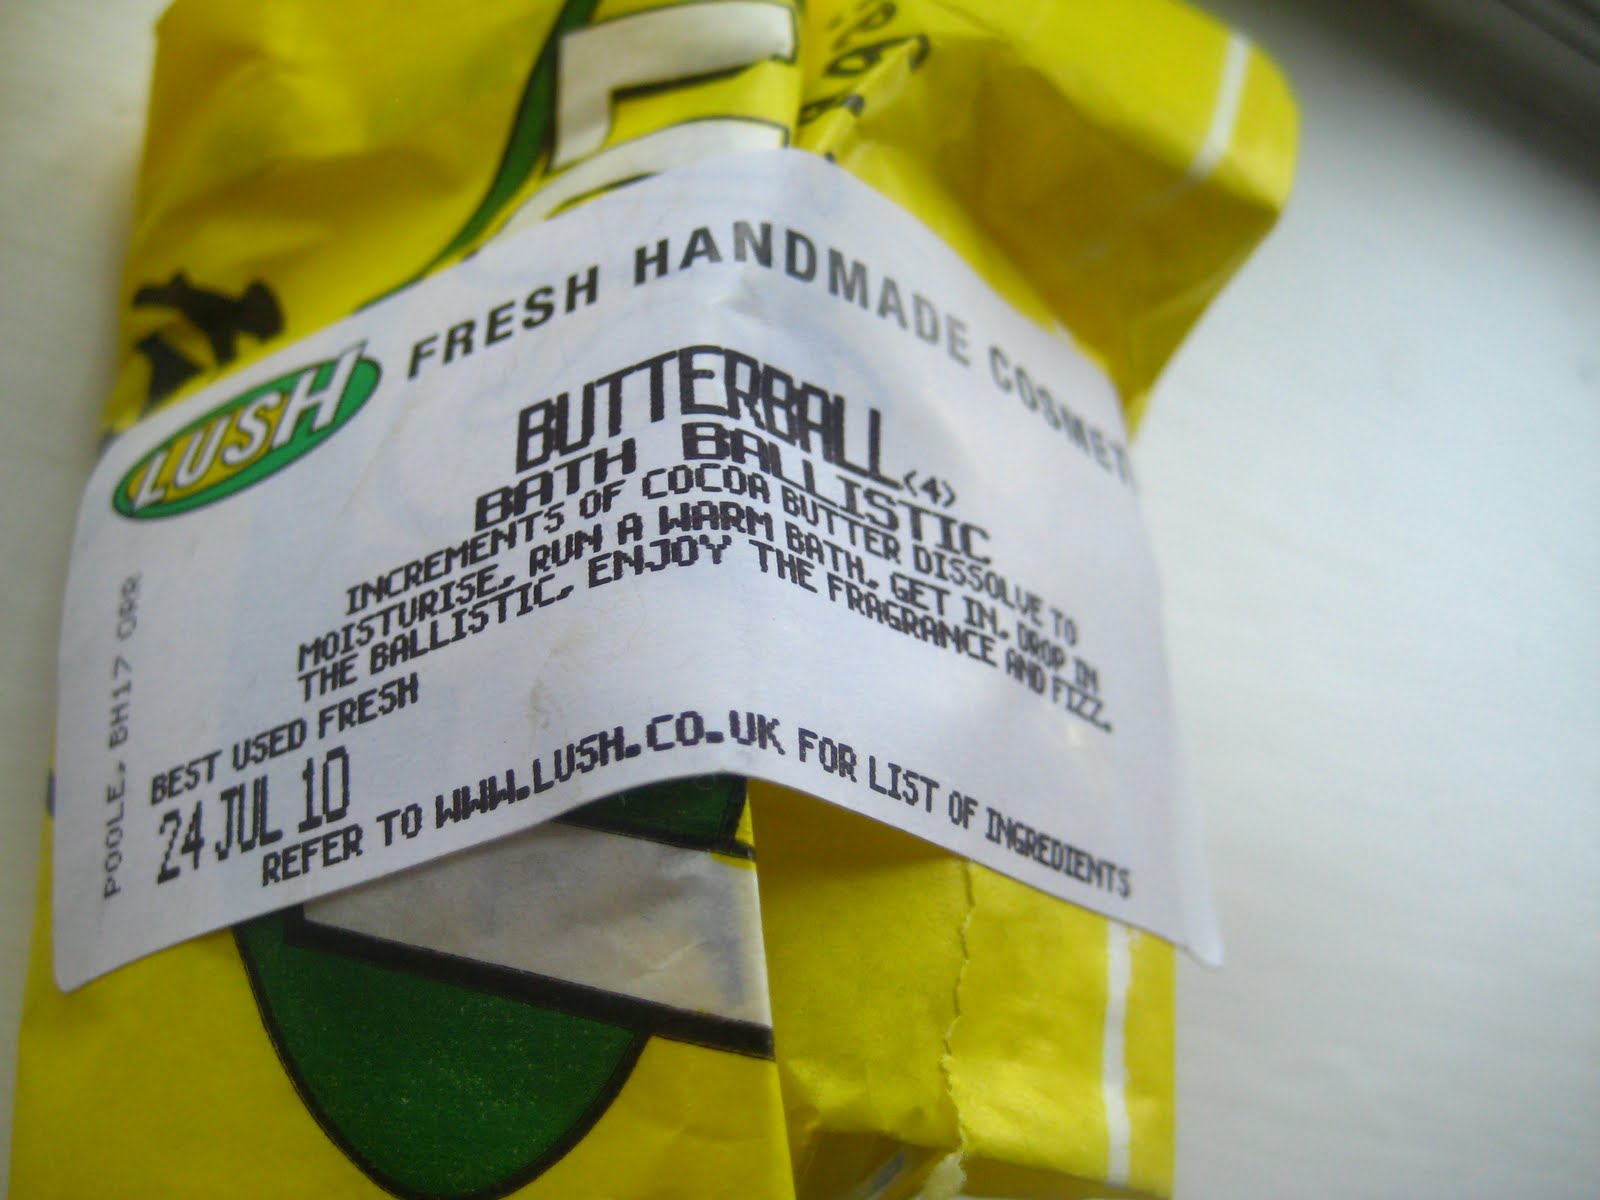 LUSH FRESH HANDMADE COSMET
BUTTERBALL (4)
BATH BALLISTIC
INCREMENTS OF COCOA BUTTER DISSOLVE TO
MOISTURISE. RUN A WARM BATH. GET IN. DROP IN
THE BALLISTIC. ENJOY THE FRAGRANCE AND FIZZ.
BEST USED FRESH
24 JUL 10
REFER TO WWW.LUSH.CO.UK FOR LIST OF INGREDIENTS
POOLE, BH17 0RR